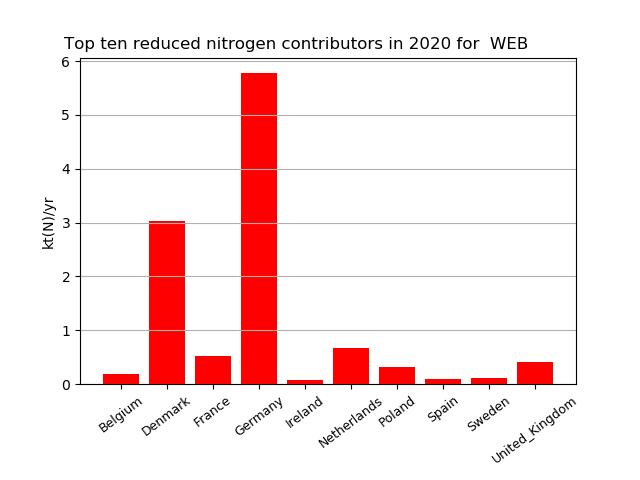 Top ten reduced nitrogen contributors in 2020 for  WEB
kt(N)/yr
6
5
4
3
2
1
0
Belgium
Denmark
France
Germany
Ireland
Netherlands
Poland
Spain
Sweden
United_Kingdom